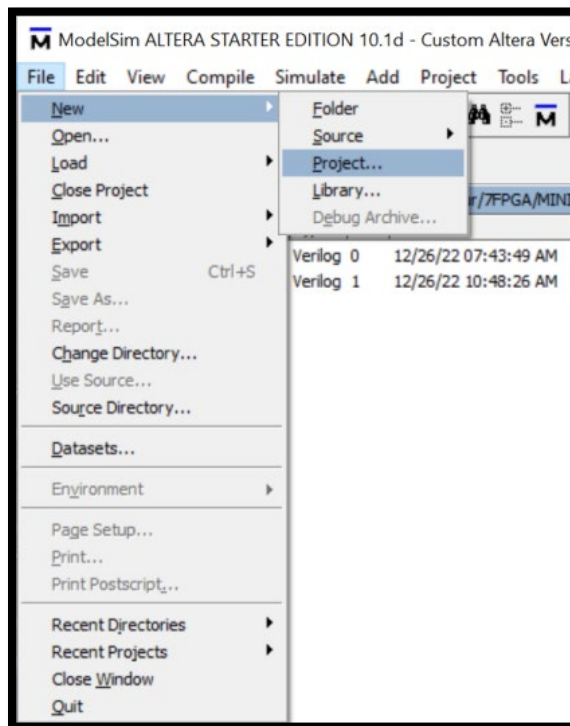 ModelSim ALTERA STARTER EDITION 10.1d - Custom Altera Vers
File Edit View Compile Simulate Add Project Tools
New
Open...
Load
Close Project
Import
Export
Save Ctrl+S
Save As...
Report...
Change Directory...
Use Source...
Source Directory...
Datasets...
Environment
Page Setup...
Print...
Print Postscript...
Recent Directories
Recent Projects
Close Window
Quit
Folder
Source
Project...
Library...
Debug Archive...
r/7FPGA/MINI
Verilog 0 12/26/22 07:43:49 AM
Verilog 1 12/26/22 10:48:26 AM